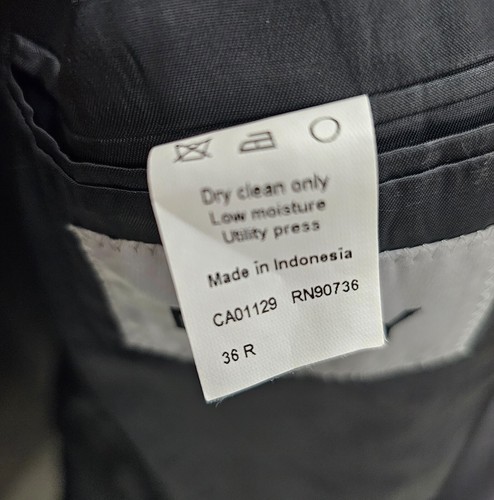 Dry clean only
Low moisture
Utility press
Made in Indonesia
CA01129 RN90736
36 R